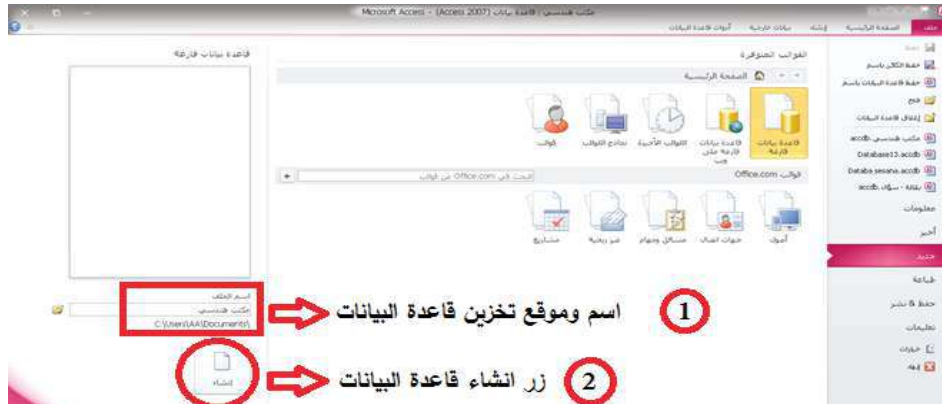 مكتب هندسي : قاعدة بيانات (Access 2007) - Microsoft Access
ملف الصفحة الرئيسية إنشاء بيانات خارجية أدوات قاعدة البيانات
حفظ
حفظ الكائن باسم
حفظ قاعدة البيانات باسم
فتح
إغلاق قاعدة البيانات
مكتب هندسي.accdb
Database13.accdb
accdb.بقالة - سؤال
معلومات
أخير
جديد
طباعة
حفظ & نشر
تعليمات
خيارات
إنهاء
القوالب المتوفرة
الصفحة الرئيسية
قاعدة بيانات فارغة
قاعدة بيانات فارغة على ويب
القوالب الأخيرة
نماذج القوالب
قوالب
قوالب Office.com
البحث في Office.com عن قوالب
أصول
جهات اتصال
مسائل ومهام
غير ربحية
مشاريع
قاعدة بيانات فارغة
اسم الملف
مكتب هندسي
C:\Users\AA\Documents\
إنشاء
1 اسم وموقع تخزين قاعدة البيانات
2 زر انشاء قاعدة البيانات